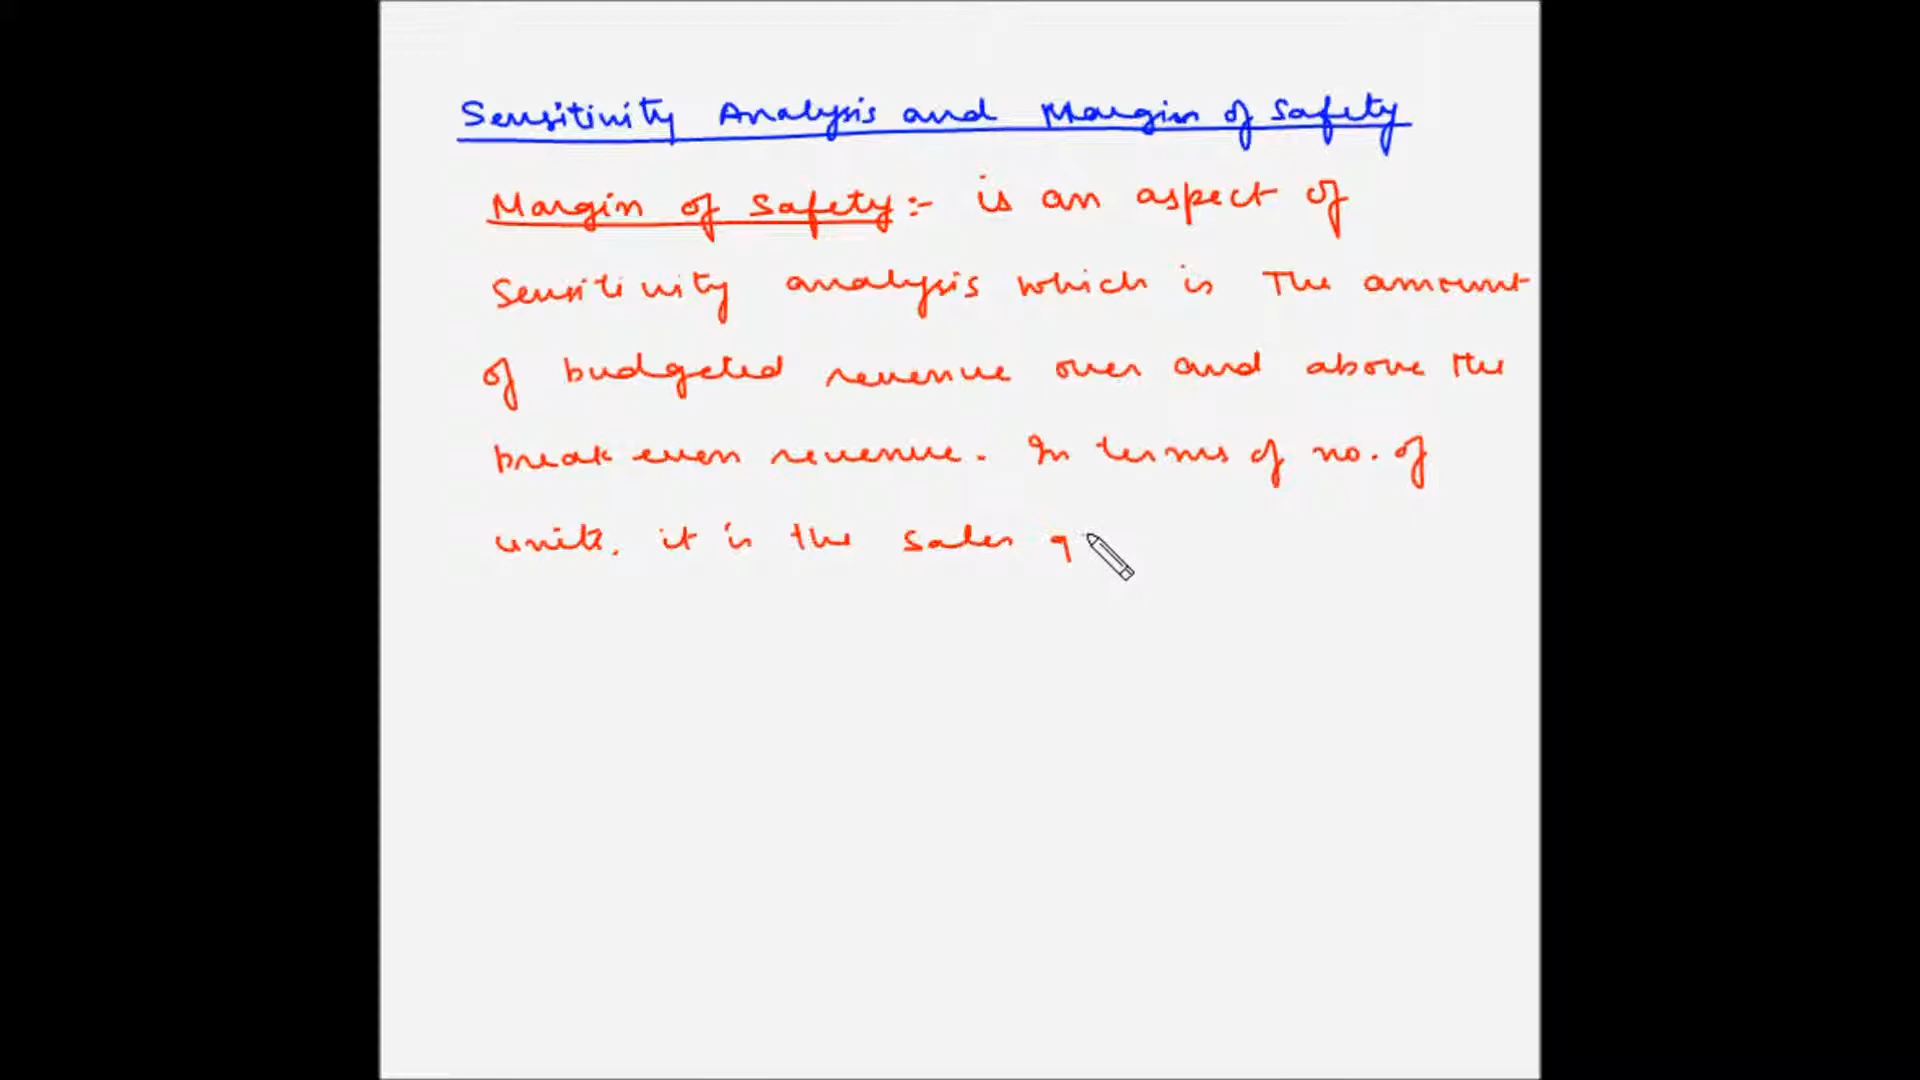 Sensitivity Analysis and Margin of Safety
Margin of Safety:- is an aspect of
Sensitivity analysis which is The amount
of budgeted revenue over and above the
break even revenue. In terms of no. of
units, it is the sales q